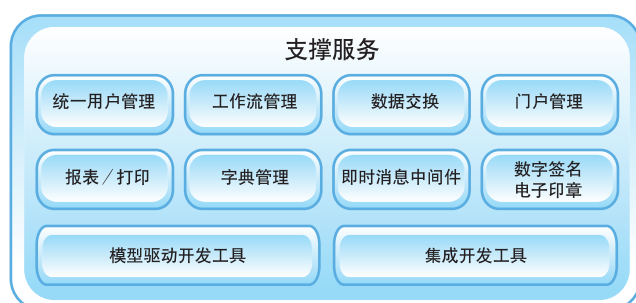 支撑服务
统一用户管理
工作流管理
数据交换
门户管理
报表／打印
字典管理
即时消息中间件
数字签名
电子印章
模型驱动开发工具
集成开发工具